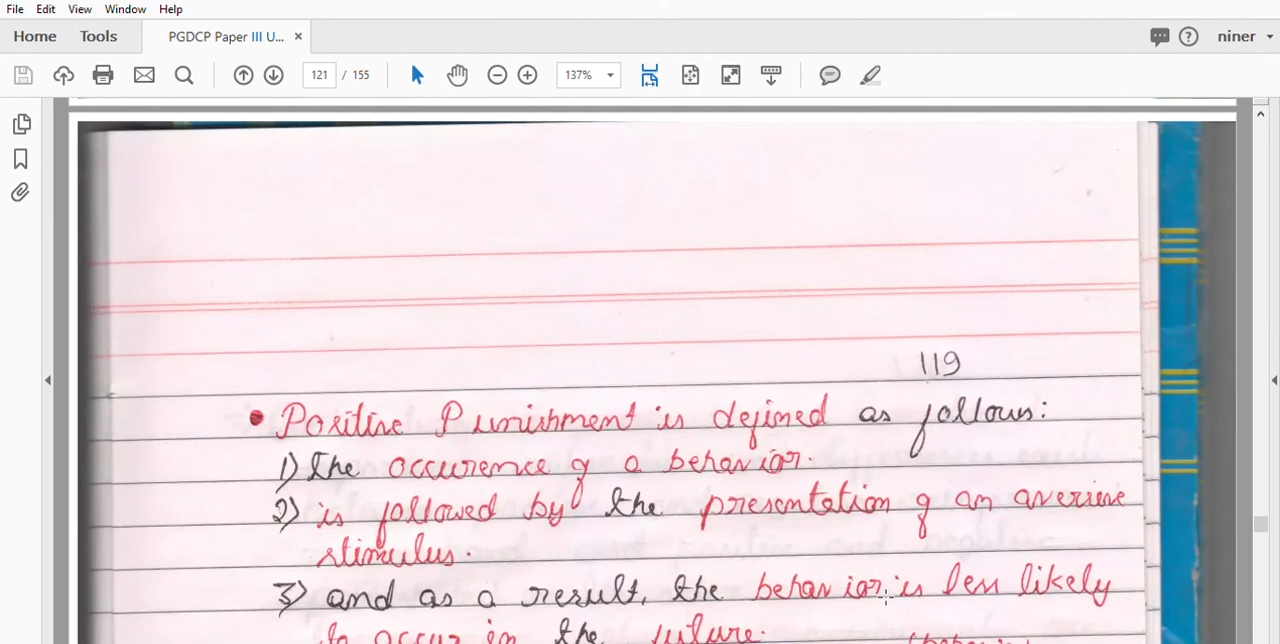 File Edit View Window Help
Home Tools PGDCP Paper III U... × niner
121 / 155 137%
119
• Positive Punishment is defined as follows:
1) The occurence of a behavior.
2) is followed by the presentation of an aversive
stimulus.
3) and as a result, the behavior is less likely
to occur in the future.